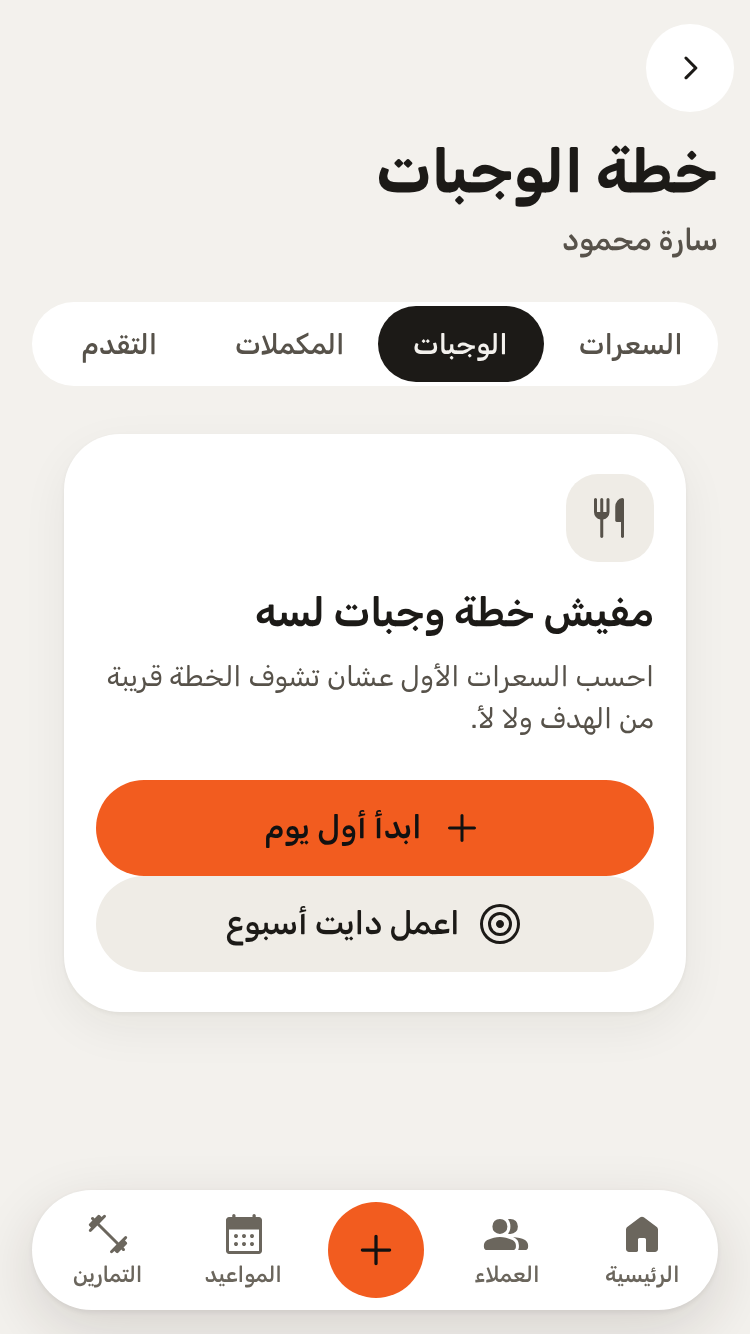 خطة الوجبات
سارة محمود
السعرات
الوجبات
المكملات
التقدم
مفيش خطة وجبات لسه
احسب السعرات الأول عشان تشوف الخطة قريبة
من الهدف ولا لأ.
ابدأ أول يوم
اعمل دايت أسبوع
الرئيسية
العملاء
المواعيد
التمارين